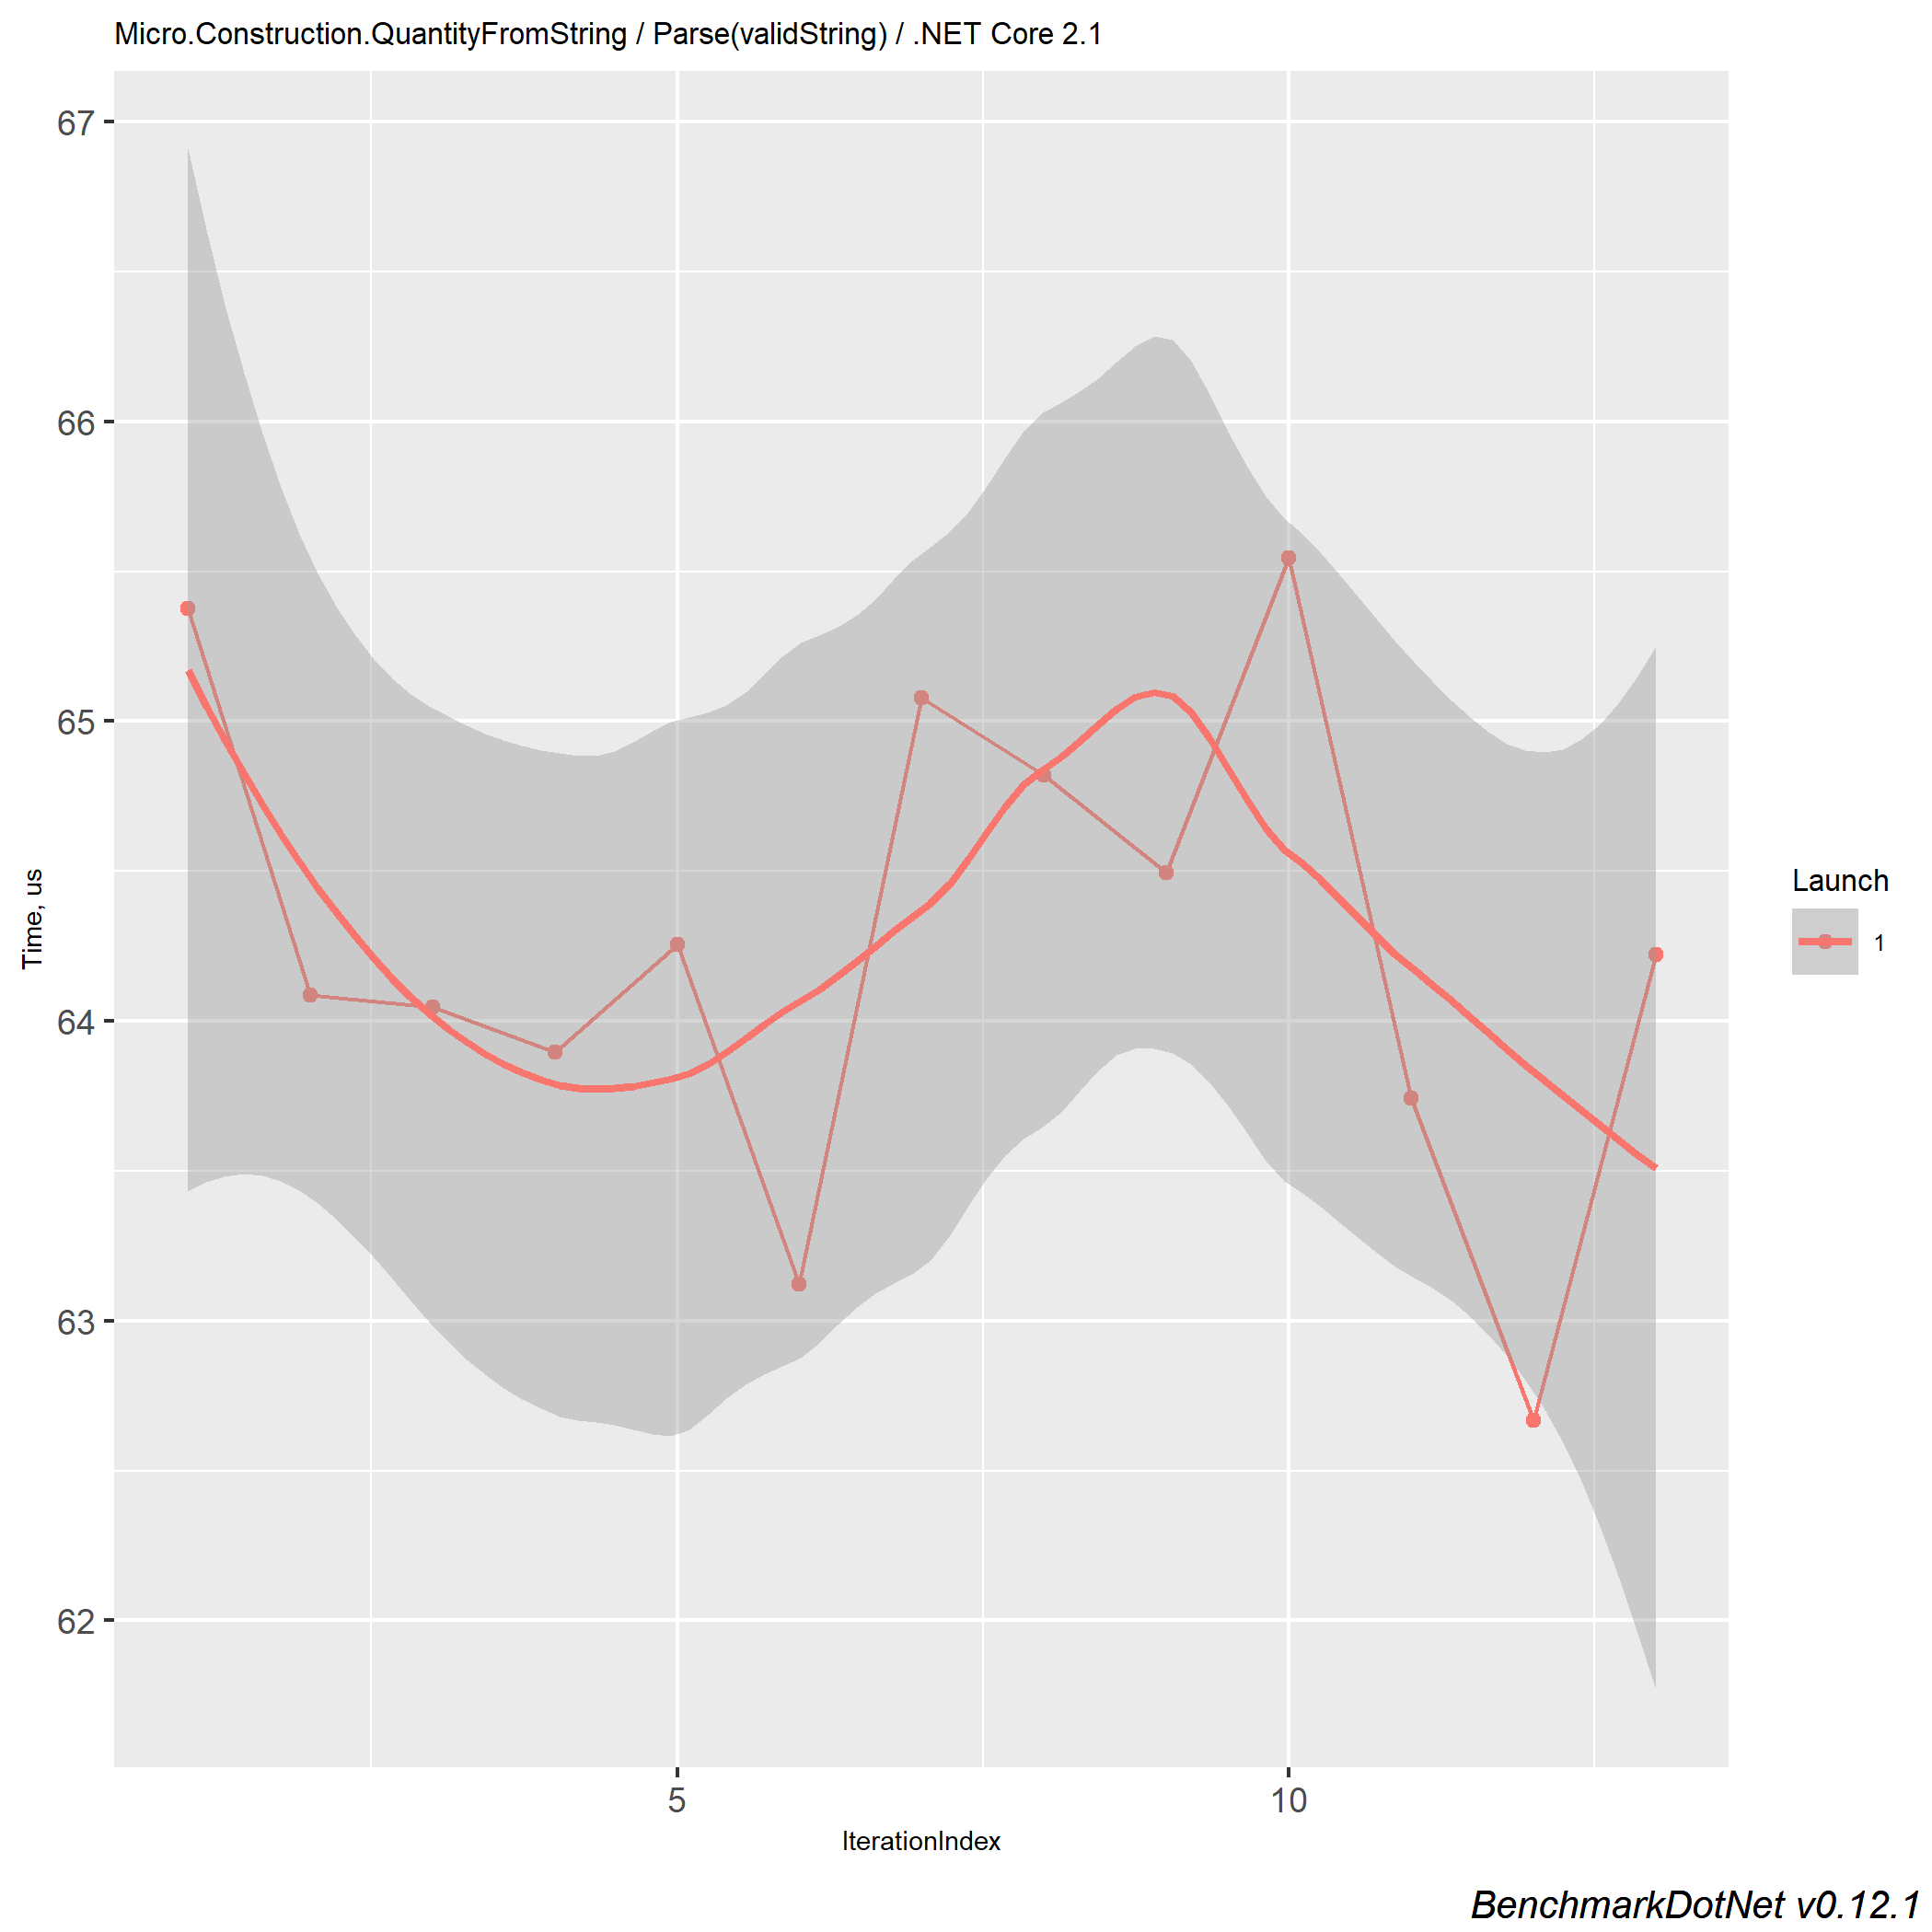 Micro.Construction.QuantityFromString / Parse(validString) / .NET Core 2.1
67
66
65
64
63
62
Time, us
5
10
IterationIndex
Launch
1
BenchmarkDotNet v0.12.1